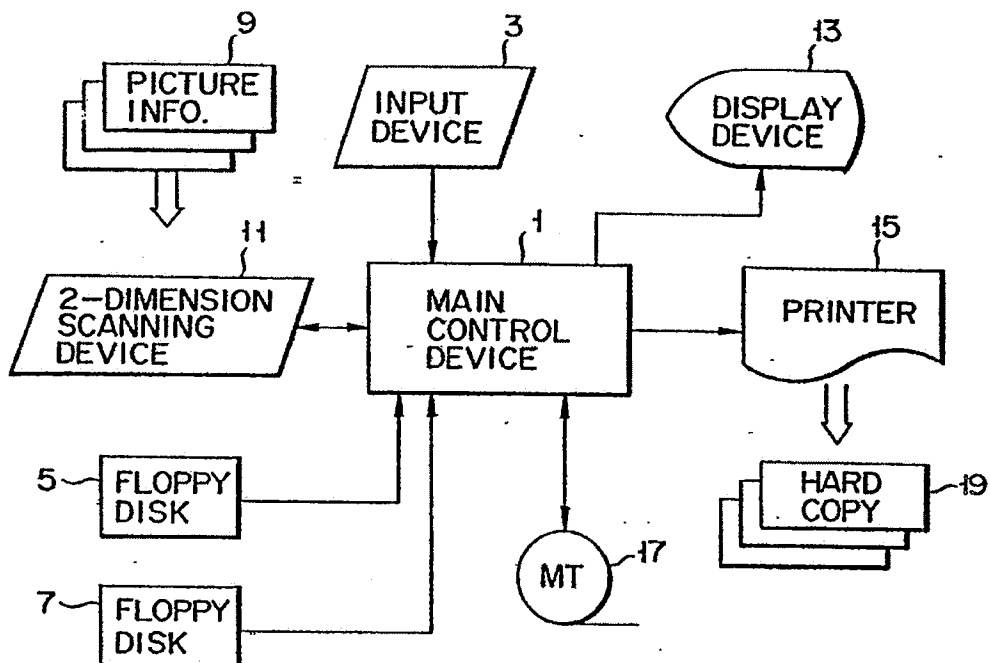 9
PICTURE
INFO.
3
INPUT
DEVICE
13
DISPLAY
DEVICE
11
2-DIMENSION
SCANNING
DEVICE
1
MAIN
CONTROL
DEVICE
15
PRINTER
5
FLOPPY
DISK
7
FLOPPY
DISK
17
MT
HARD
COPY
19